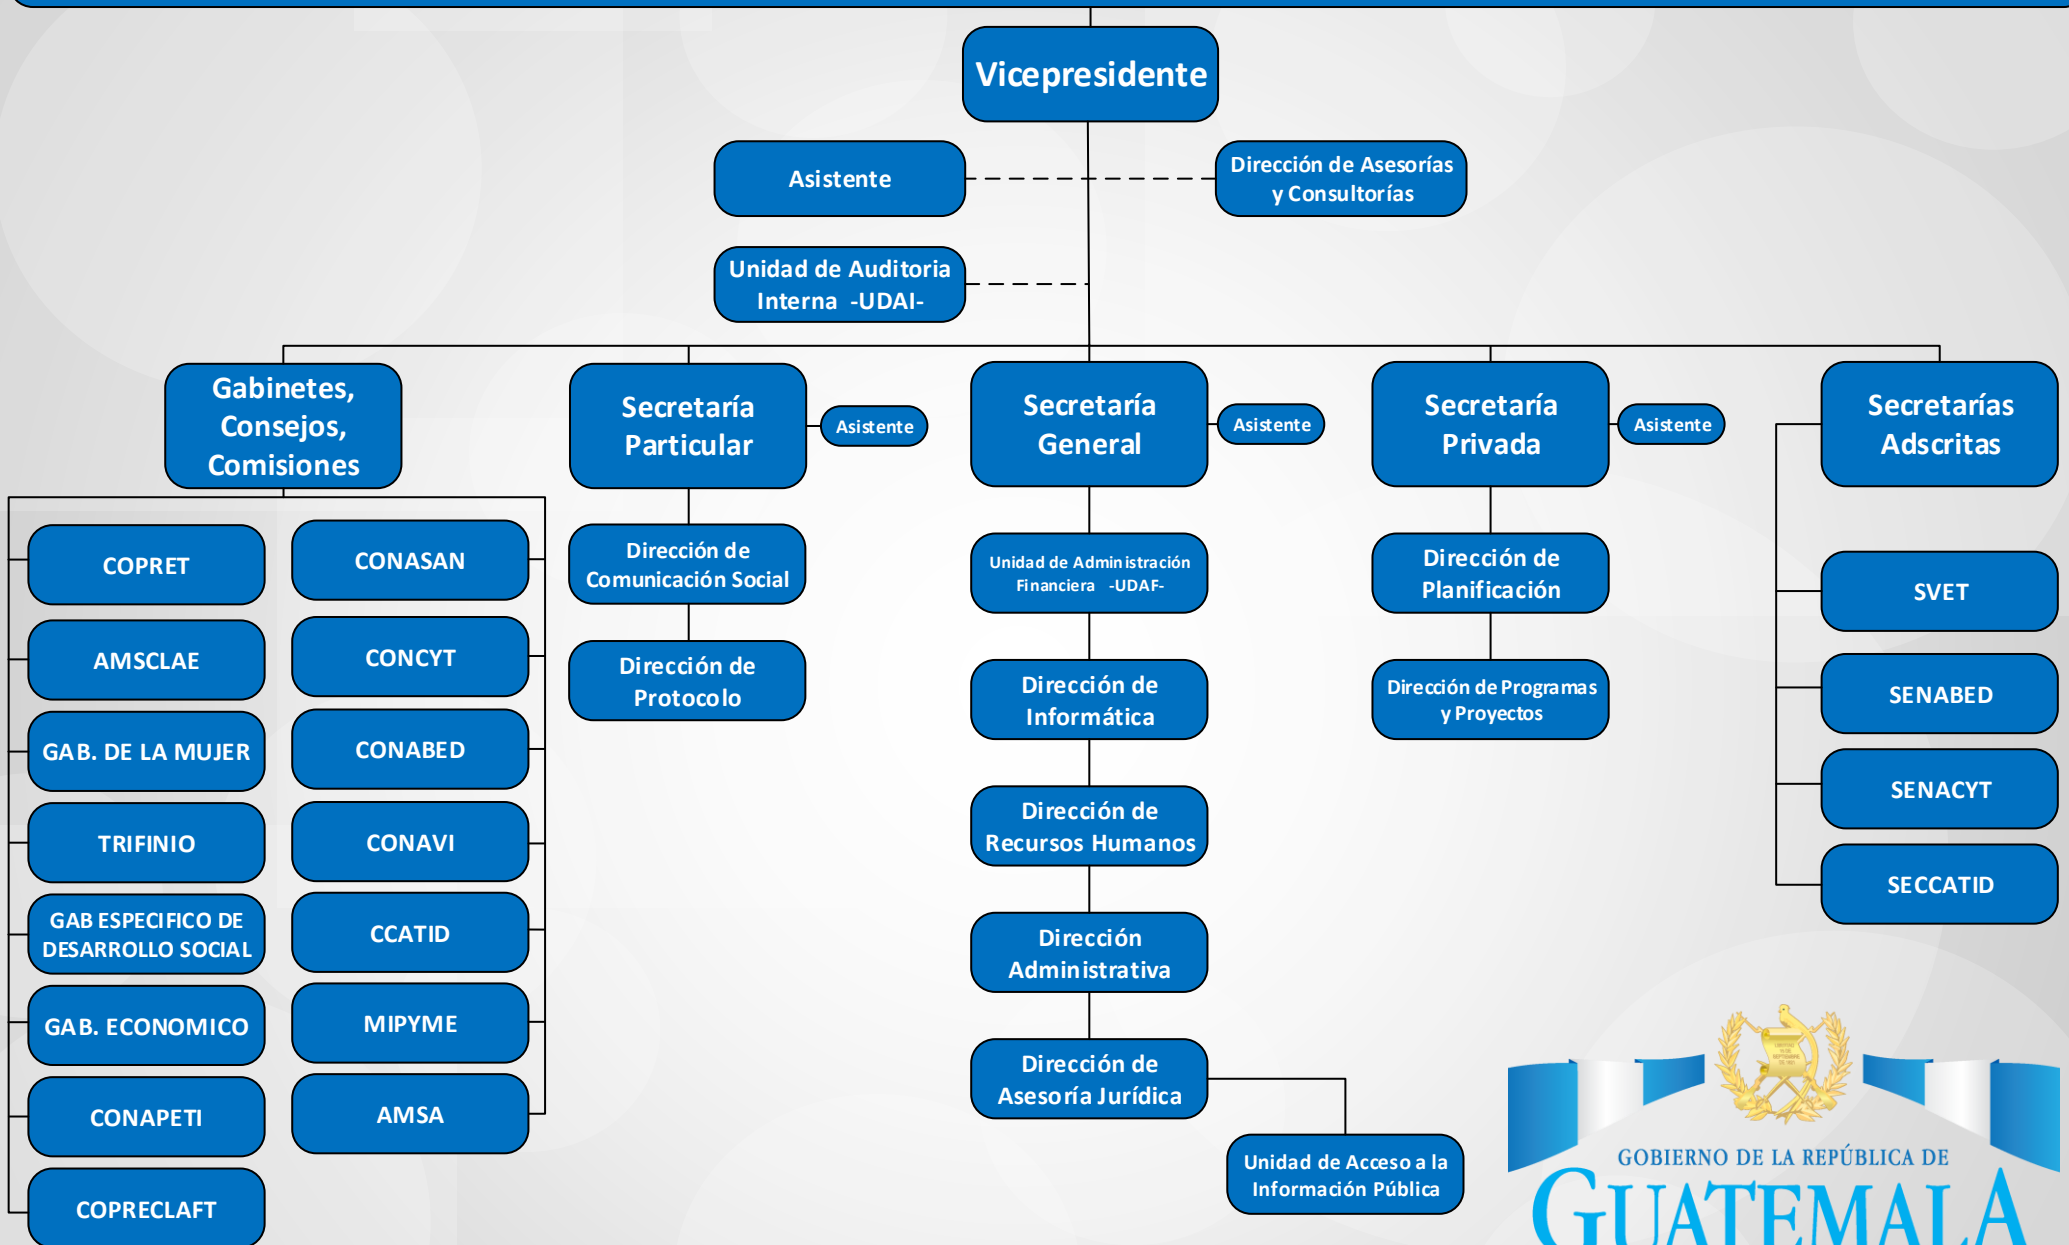 Vicepresidente
Asistente
Dirección de Asesorías
y Consultorías
Unidad de Auditoria
Interna -UDAI-
Gabinetes,
Consejos,
Comisiones
Secretaría
Particular
Asistente
Secretaría
General
Asistente
Secretaría
Privada
Asistente
Secretarías
Adscritas
COPRET
AMSCLAE
GAB. DE LA MUJER
TRIFINIO
GAB ESPECIFICO DE
DESARROLLO SOCIAL
GAB. ECONOMICO
CONAPETI
COPRECLAFT
CONASAN
CONCYT
CONABED
CONAVI
CCATID
MIPYME
AMSA
Dirección de
Comunicación Social
Dirección de
Protocolo
Unidad de Administración
Financiera -UDAF-
Dirección de
Informática
Dirección de
Recursos Humanos
Dirección
Administrativa
Dirección de
Asesoría Jurídica
Unidad de Acceso a la
Información Pública
Dirección de
Planificación
Dirección de Programas
y Proyectos
SVET
SENABED
SENACYT
SECCATID
GOBIERNO DE LA REPÚBLICA DE
GUATEMALA